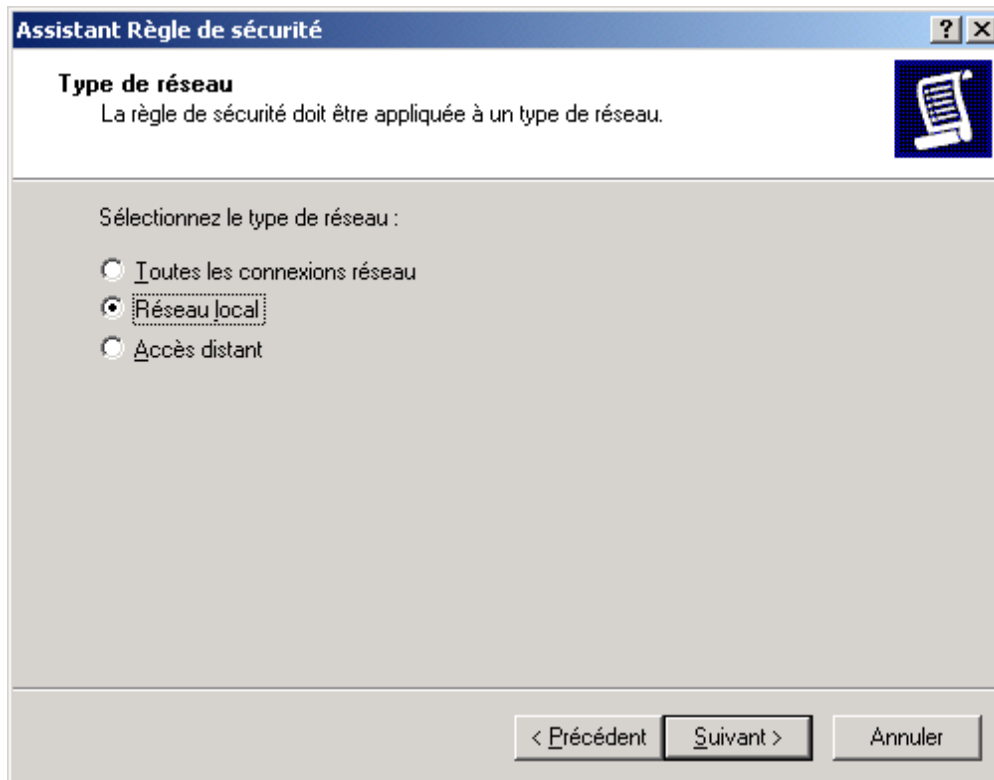 Assistant Règle de sécurité
Type de réseau
La règle de sécurité doit être appliquée à un type de réseau.
Sélectionnez le type de réseau :
Toutes les connexions réseau
Réseau local
Accès distant
< Précédent Suivant > Annuler